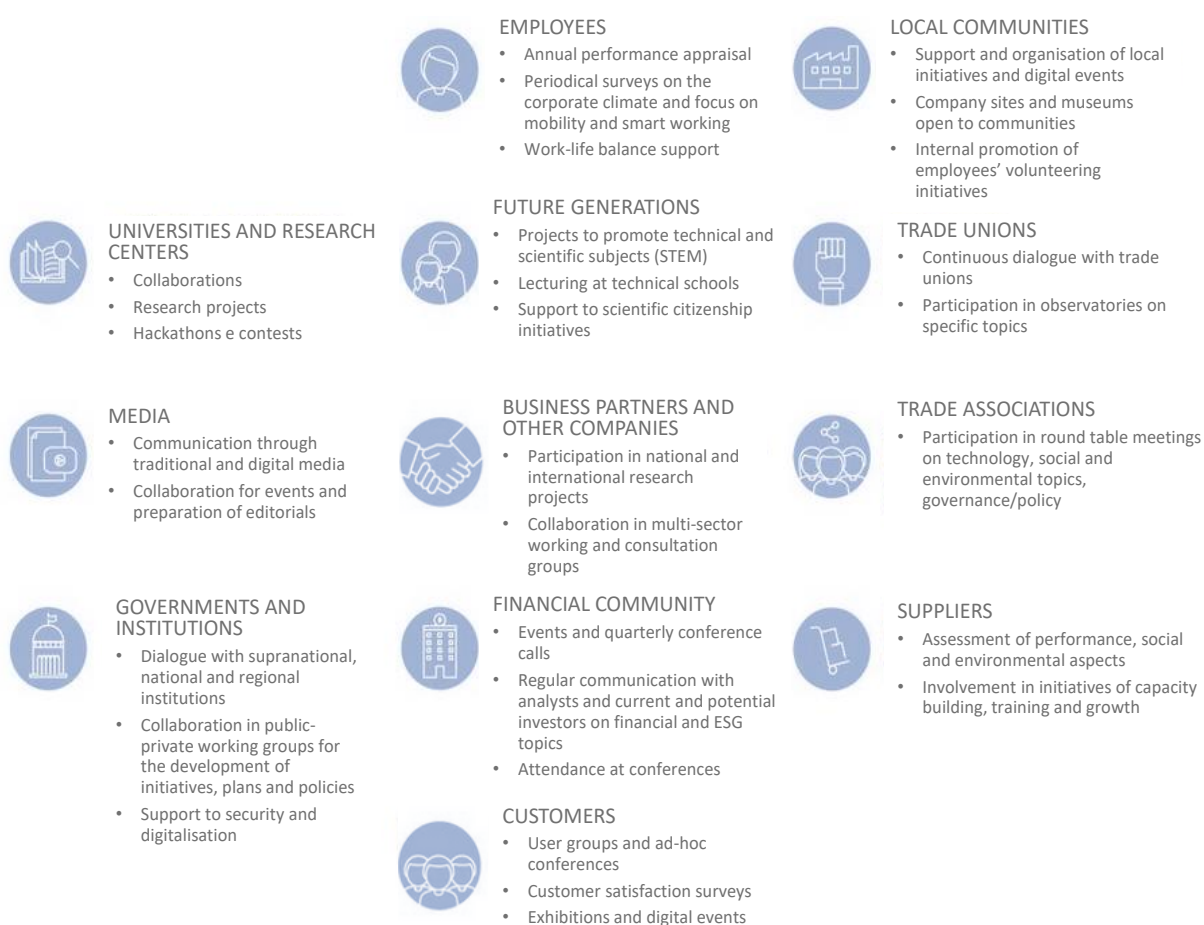 EMPLOYEES
• Annual performance appraisal
• Periodical surveys on the
corporate climate and focus on
mobility and smart working
• Work-life balance support
LOCAL COMMUNITIES
• Support and organisation of local
initiatives and digital events
• Company sites and museums
open to communities
• Internal promotion of
employees’ volunteering
initiatives
UNIVERSITIES AND RESEARCH
CENTERS
• Collaborations
• Research projects
• Hackathons e contests
FUTURE GENERATIONS
• Projects to promote technical and
scientific subjects (STEM)
• Lecturing at technical schools
• Support to scientific citizenship
initiatives
TRADE UNIONS
• Continuous dialogue with trade
unions
• Participation in observatories on
specific topics
MEDIA
• Communication through
traditional and digital media
• Collaboration for events and
preparation of editorials
BUSINESS PARTNERS AND
OTHER COMPANIES
• Participation in national and
international research
projects
• Collaboration in multi-sector
working and consultation
groups
TRADE ASSOCIATIONS
• Participation in round table meetings
on technology, social and
environmental topics,
governance/policy
GOVERNMENTS AND
INSTITUTIONS
• Dialogue with supranational,
national and regional
institutions
• Collaboration in public-
private working groups for
the development of
initiatives, plans and policies
• Support to security and
digitalisation
FINANCIAL COMMUNITY
• Events and quarterly conference
calls
• Regular communication with
analysts and current and potential
investors on financial and ESG
topics
• Attendance at conferences
SUPPLIERS
• Assessment of performance, social
and environmental aspects
• Involvement in initiatives of capacity
building, training and growth
CUSTOMERS
• User groups and ad-hoc
conferences
• Customer satisfaction surveys
• Exhibitions and digital events